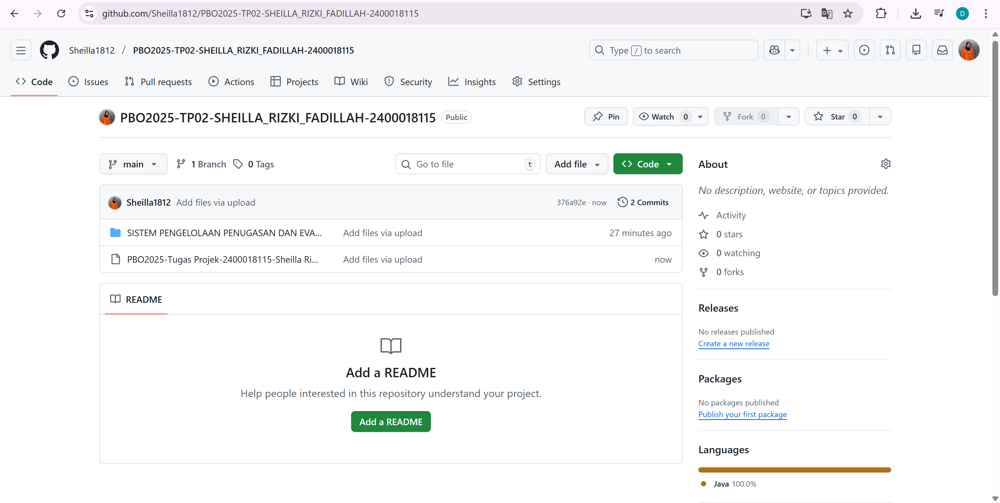 github.com/Sheilla1812/PBO2025-TP02-SHEILLA_RIZKI_FADILLAH-2400018115
D
Sheilla1812 / PBO2025-TP02-SHEILLA_RIZKI_FADILLAH-2400018115
Type / to search
Code Issues Pull requests Actions Projects Wiki Security Insights Settings
PBO2025-TP02-SHEILLA_RIZKI_FADILLAH-2400018115 Public
Pin Watch 0 Fork 0 Star 0
main 1 Branch 0 Tags
Go to file t Add file Code
Sheilla1812 Add files via upload 376a92e · now 2 Commits
SISTEM PENGELOLAAN PENUGASAN DAN EVA... Add files via upload 27 minutes ago
PBO2025-Tugas Projek-2400018115-Sheilla Ri... Add files via upload now
README
Add a README
Help people interested in this repository understand your project.
Add a README
About
No description, website, or topics provided.
Activity
0 stars
0 watching
0 forks
Releases
No releases published
Create a new release
Packages
No packages published
Publish your first package
Languages
Java 100.0%